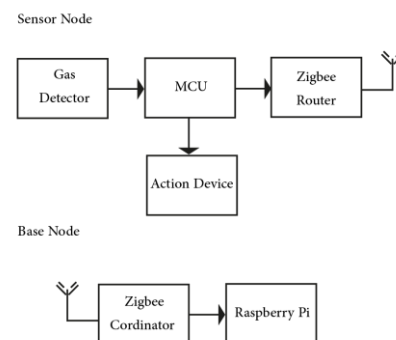 Sensor Node
Gas
Detector
MCU
Zigbee
Router
Action Device
Base Node
Zigbee
Cordinator
Raspberry Pi